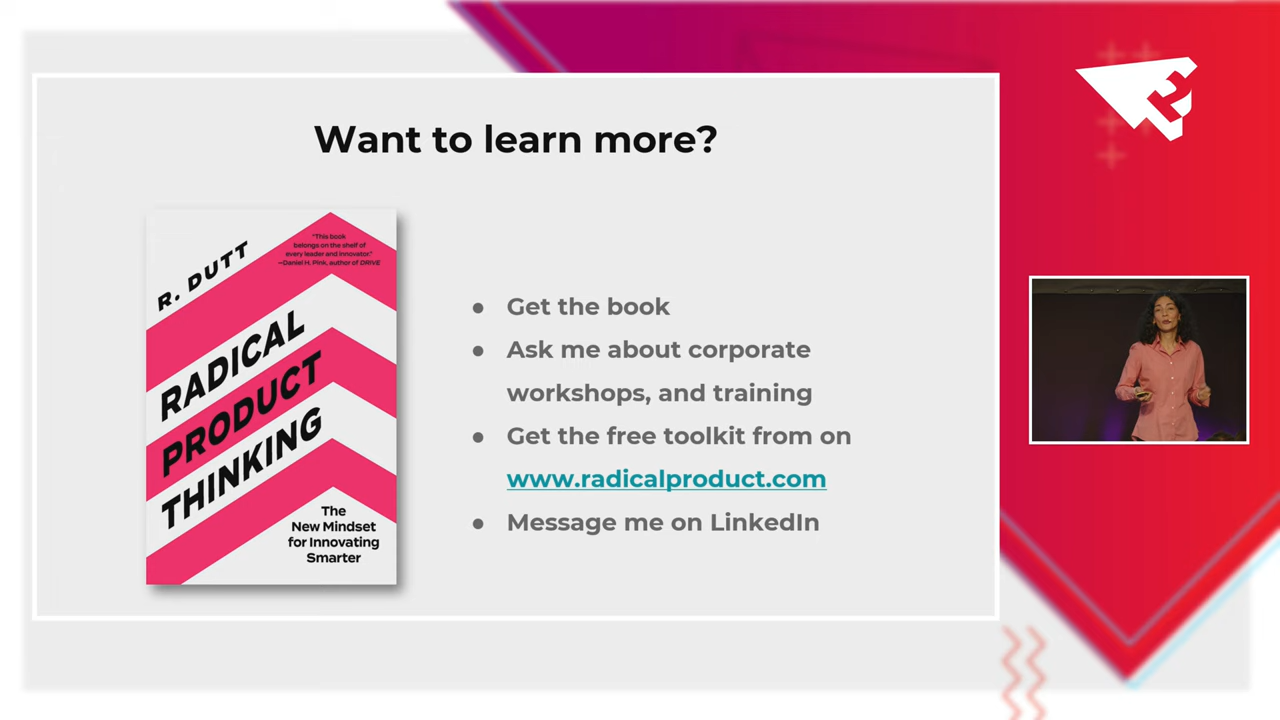 Want to learn more?
R. DUTT
"This book
belongs on the shelf of
every leader and innovator."
—Daniel H. Pink, author of DRIVE
RADICAL
PRODUCT
THINKING
The
New Mindset
for Innovating
Smarter
● Get the book
● Ask me about corporate
workshops, and training
● Get the free toolkit from on
www.radicalproduct.com
● Message me on LinkedIn